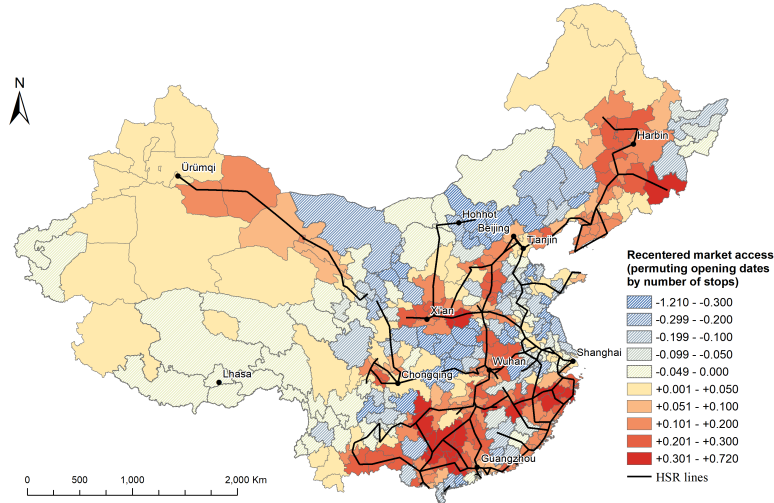 N
Harbin
Ürümqi
Hohhot
Beijing
Tianjin
Xi'an
Shanghai
Wuhan
Chongqing
Lhasa
Guangzhou
Recentered market access
(permuting opening dates
by number of stops)
-1.210 - -0.300
-0.299 - -0.200
-0.199 - -0.100
-0.099 - -0.050
-0.049 - 0.000
+0.001 - +0.050
+0.051 - +0.100
+0.101 - +0.200
+0.201 - +0.300
+0.301 - +0.720
HSR lines
0 500 1,000 2,000 Km